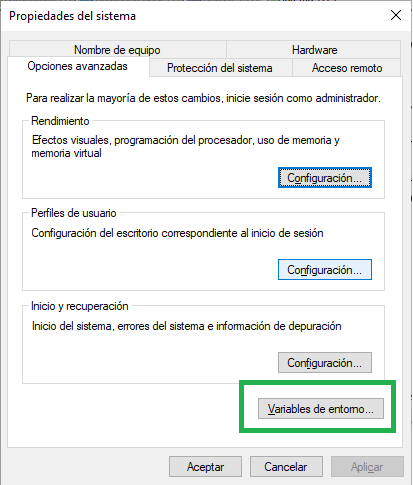 Propiedades del sistema
Nombre de equipo
Hardware
Opciones avanzadas
Protección del sistema
Acceso remoto
Para realizar la mayoría de estos cambios, inicie sesión como administrador.
Rendimiento
Efectos visuales, programación del procesador, uso de memoria y
memoria virtual
Configuración...
Perfiles de usuario
Configuración del escritorio correspondiente al inicio de sesión
Configuración...
Inicio y recuperación
Inicio del sistema, errores del sistema e información de depuración
Configuración...
Variables de entorno...
Aceptar
Cancelar
Aplicar